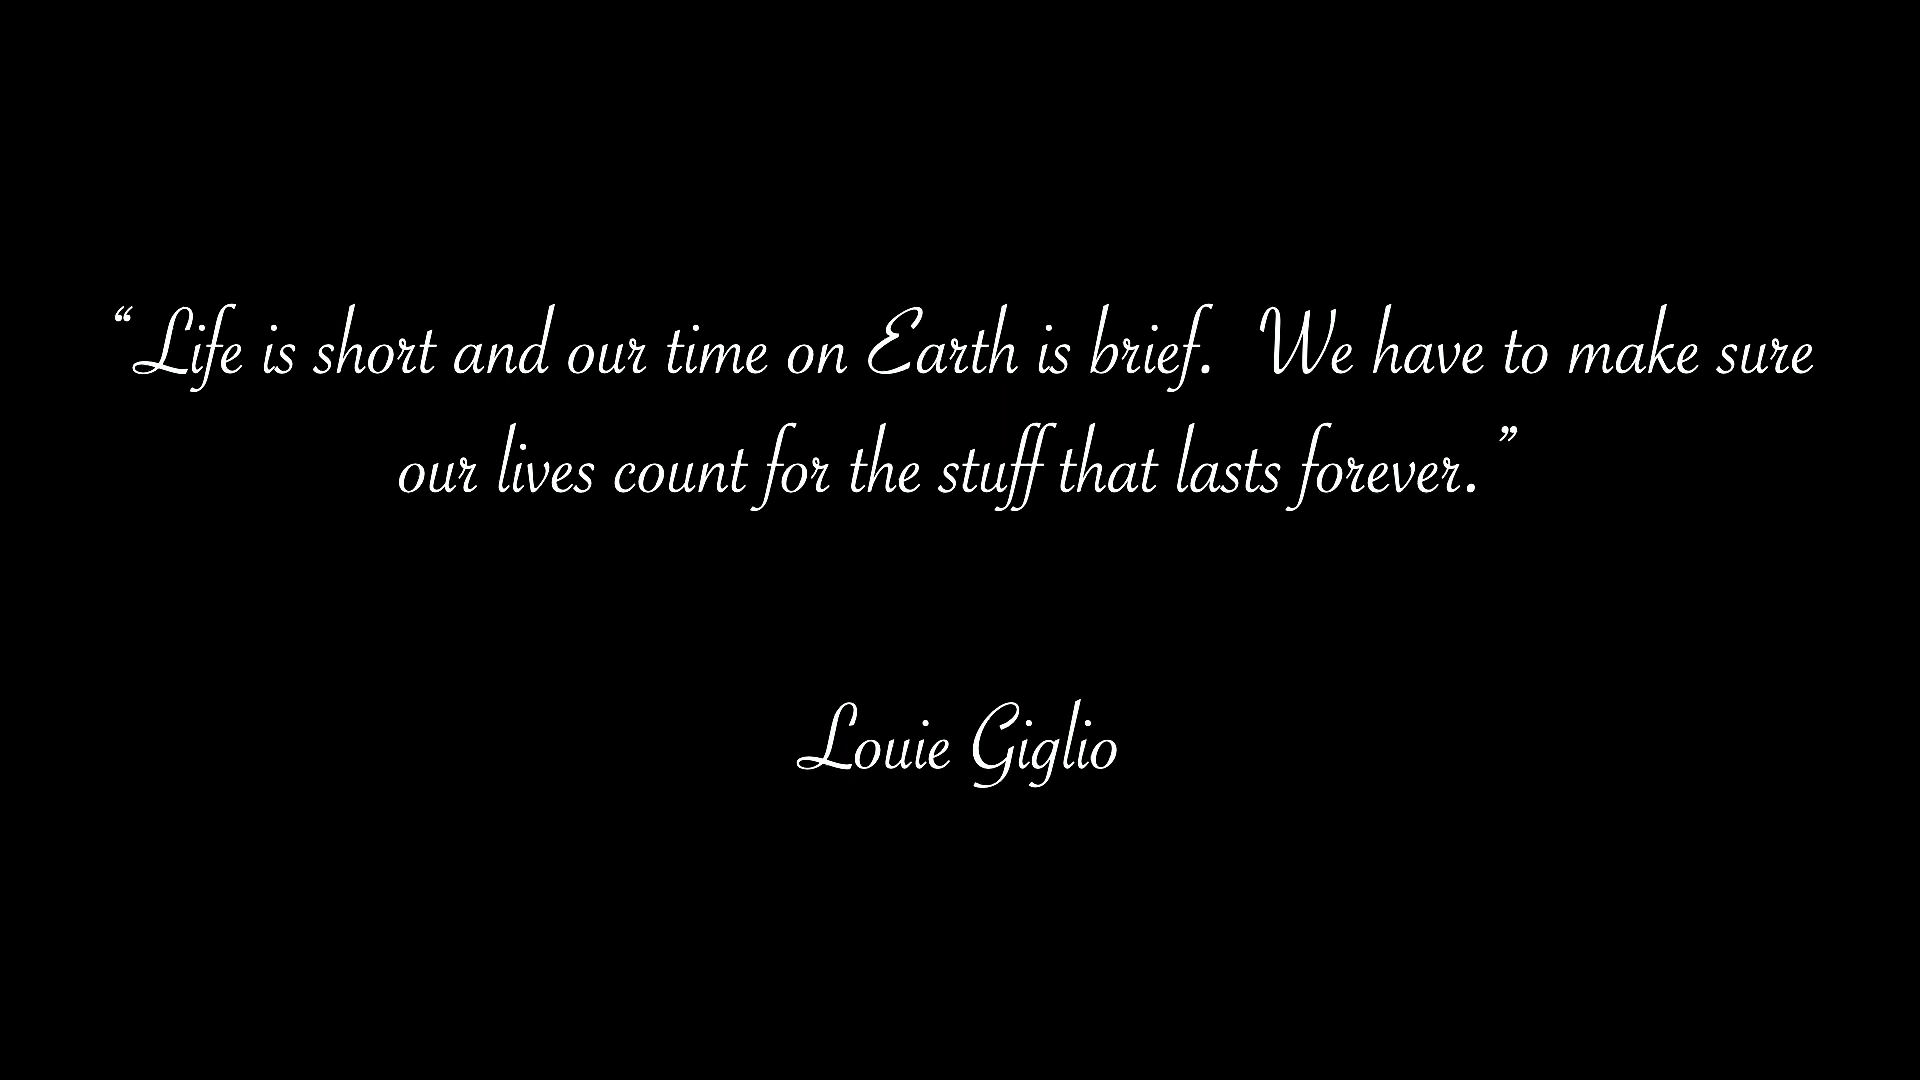 “Life is short and our time on Earth is brief.  We have to make sure
our lives count for the stuff that lasts forever.”
Louie Giglio